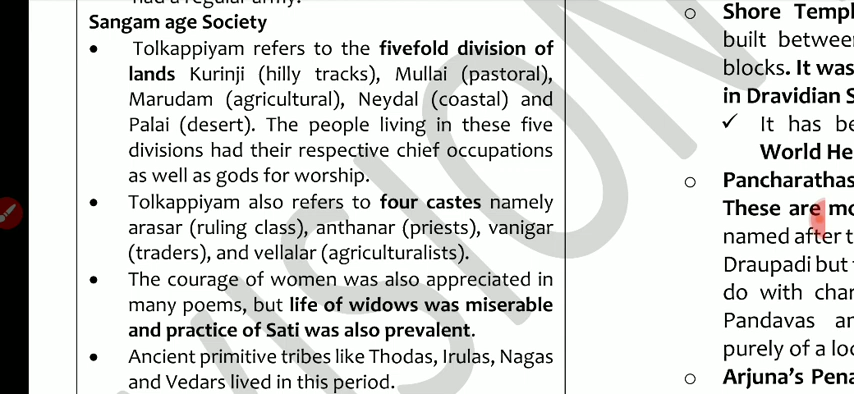 Sangam age Society
• Tolkappiyam refers to the fivefold division of
lands Kurinji (hilly tracks), Mullai (pastoral),
Marudam (agricultural), Neydal (coastal) and
Palai (desert). The people living in these five
divisions had their respective chief occupations
as well as gods for worship.
• Tolkappiyam also refers to four castes namely
arasar (ruling class), anthanar (priests), vanigar
(traders), and vellalar (agriculturalists).
• The courage of women was also appreciated in
many poems, but life of widows was miserable
and practice of Sati was also prevalent.
• Ancient primitive tribes like Thodas, Irulas, Nagas
and Vedars lived in this period.
o Shore Templ
built between
blocks. It was
in Dravidian S
✓ It has be
World He
o Pancharathas
These are mo
named after t
Draupadi but
do with char
Pandavas an
purely of a loc
o Arjuna's Pena
VISION